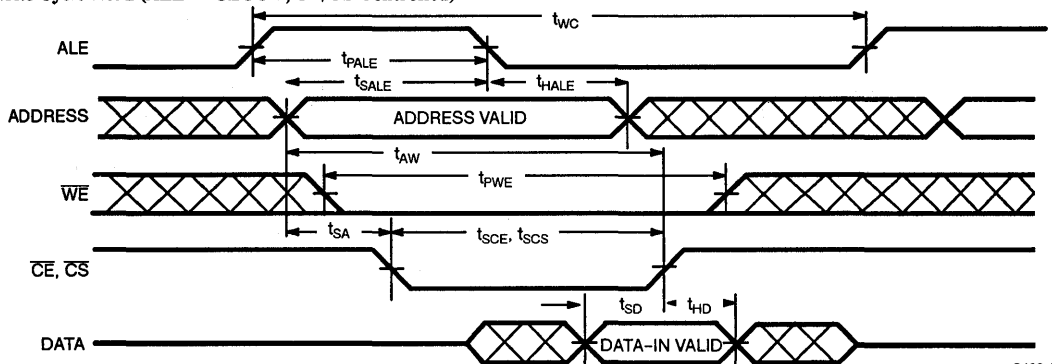 tWC
ALE
tPALE
tSALE
tHALE
ADDRESS
ADDRESS VALID
tAW
WE
tPWE
tSA
tSCE, tSCS
CE, CS
tSD
tHD
DATA
DATA-IN VALID